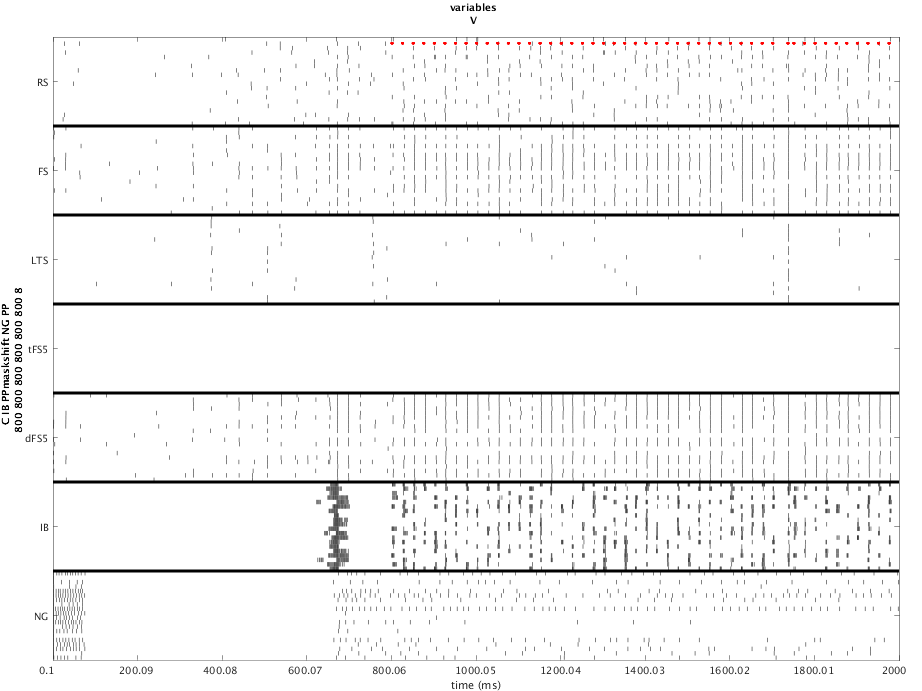 variables
V
RS
FS
LTS
tFS5
dFS5
IB
NG
C IB PPmaskshift NG PP
800 800 800 800 800 800 8
0.1 200.09 400.08 600.07 800.06 1000.05 1200.04 1400.03 1600.02 1800.01 2000
time (ms)